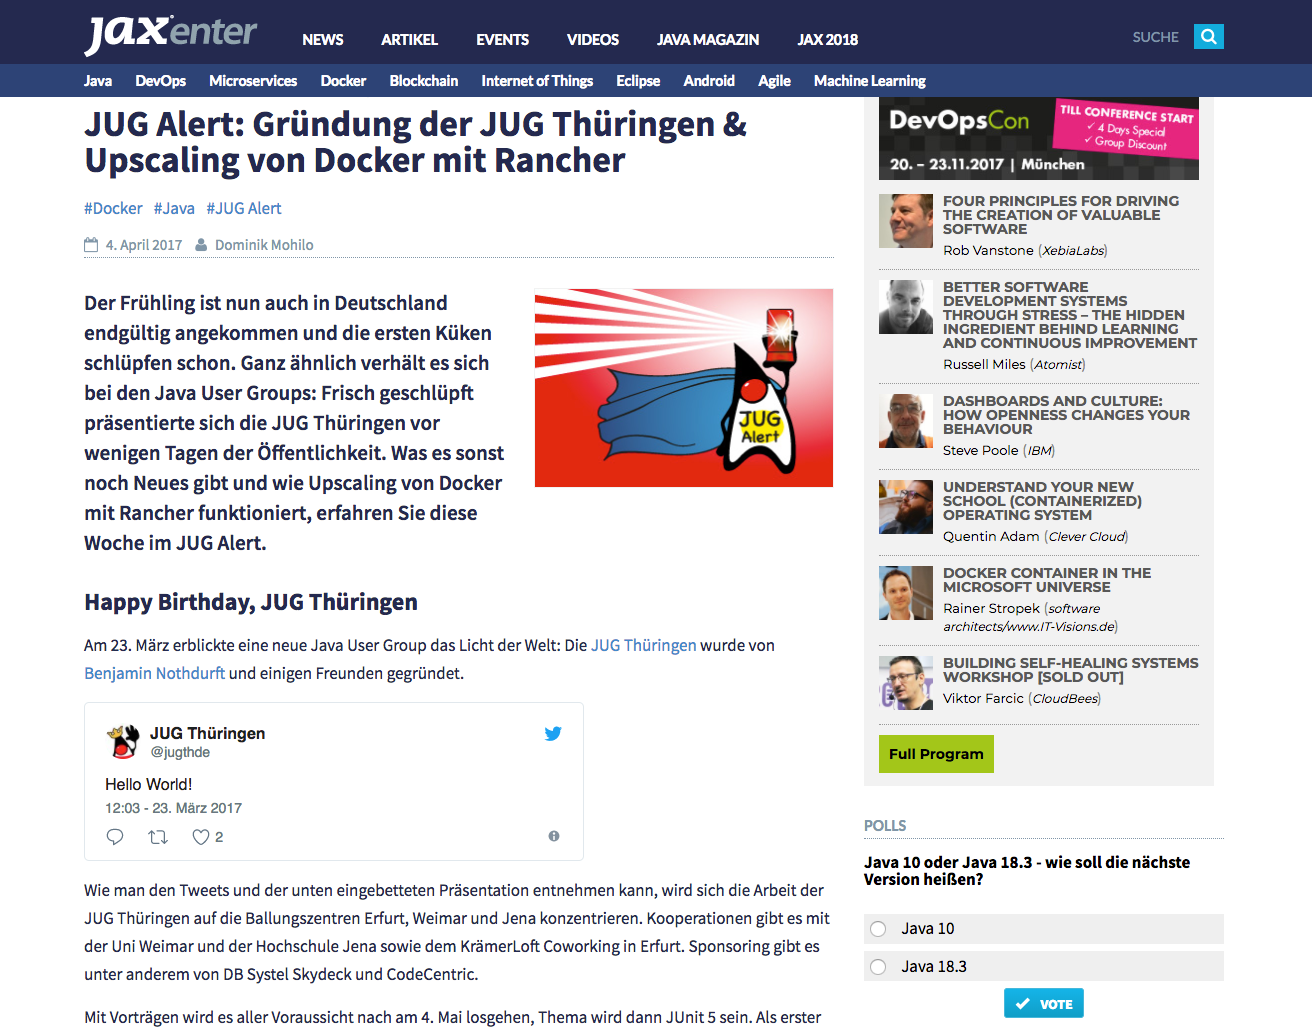 jaxenter
NEWS ARTIKEL EVENTS VIDEOS JAVA MAGAZIN JAX 2018
SUCHE
Java DevOps Microservices Docker Blockchain Internet of Things Eclipse Android Agile Machine Learning
JUG Alert: Gründung der JUG Thüringen &
Upscaling von Docker mit Rancher
#Docker #Java #JUG Alert
4. April 2017 Dominik Mohilo
Der Frühling ist nun auch in Deutschland
endgültig angekommen und die ersten Küken
schlüpfen schon. Ganz ähnlich verhält es sich
bei den Java User Groups: Frisch geschlüpft
präsentierte sich die JUG Thüringen vor
wenigen Tagen der Öffentlichkeit. Was es sonst
noch Neues gibt und wie Upscaling von Docker
mit Rancher funktioniert, erfahren Sie diese
Woche im JUG Alert.
JUG
Alert
Happy Birthday, JUG Thüringen
Am 23. März erblickte eine neue Java User Group das Licht der Welt: Die JUG Thüringen wurde von
Benjamin Nothdurft und einigen Freunden gegründet.
JUG Thüringen
@jugthde
Hello World!
12:03 - 23. März 2017
2
Wie man den Tweets und der unten eingebetteten Präsentation entnehmen kann, wird sich die Arbeit der
JUG Thüringen auf die Ballungszentren Erfurt, Weimar und Jena konzentrieren. Kooperationen gibt es mit
der Uni Weimar und der Hochschule Jena sowie dem KrämerLoft Coworking in Erfurt. Sponsoring gibt es
unter anderem von DB Systel Skydeck und CodeCentric.
Mit Vorträgen wird es aller Voraussicht nach am 4. Mai losgehen, Thema wird dann JUnit 5 sein. Als erster
DevOpsCon
TILL CONFERENCE START
✓ 4 Days Special
✓ Group Discount
20. – 23.11.2017 | München
FOUR PRINCIPLES FOR DRIVING
THE CREATION OF VALUABLE
SOFTWARE
Rob Vanstone (XebiaLabs)
BETTER SOFTWARE
DEVELOPMENT SYSTEMS
THROUGH STRESS – THE HIDDEN
INGREDIENT BEHIND LEARNING
AND CONTINUOUS IMPROVEMENT
Russell Miles (Atomist)
DASHBOARDS AND CULTURE:
HOW OPENNESS CHANGES YOUR
BEHAVIOUR
Steve Poole (IBM)
UNDERSTAND YOUR NEW
SCHOOL (CONTAINERIZED)
OPERATING SYSTEM
Quentin Adam (Clever Cloud)
DOCKER CONTAINER IN THE
MICROSOFT UNIVERSE
Rainer Stropek (software
architects/www.IT-Visions.de)
BUILDING SELF-HEALING SYSTEMS
WORKSHOP [SOLD OUT]
Viktor Farcic (CloudBees)
Full Program
POLLS
Java 10 oder Java 18.3 - wie soll die nächste
Version heißen?
Java 10
Java 18.3
VOTE